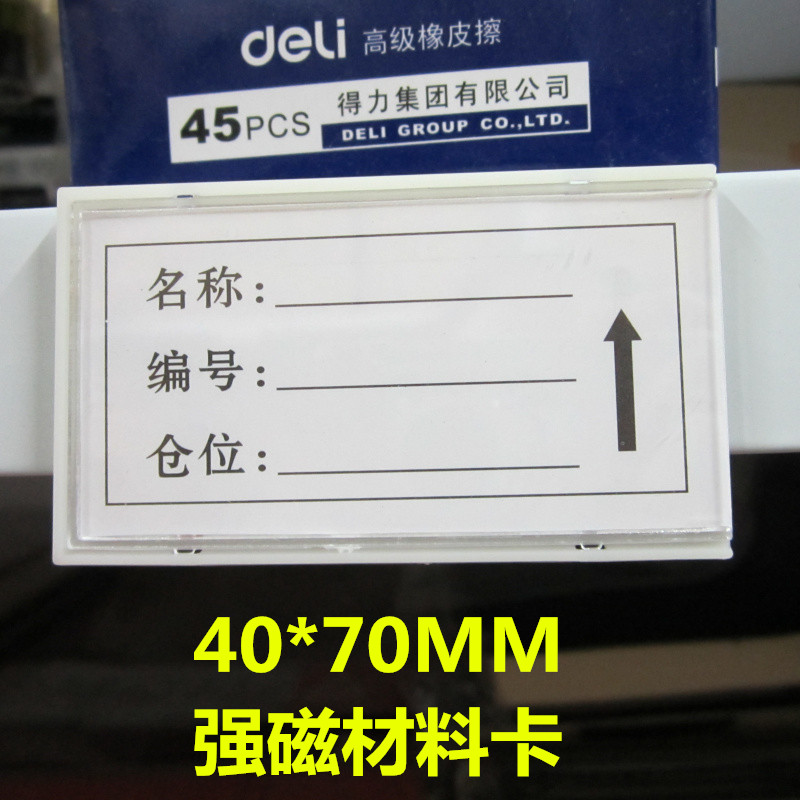 deli 高级橡皮擦
45PCS 得力集团有限公司
DELI GROUP CO.,LTD.
名称:
编号:
仓位:
40*70MM
强磁材料卡